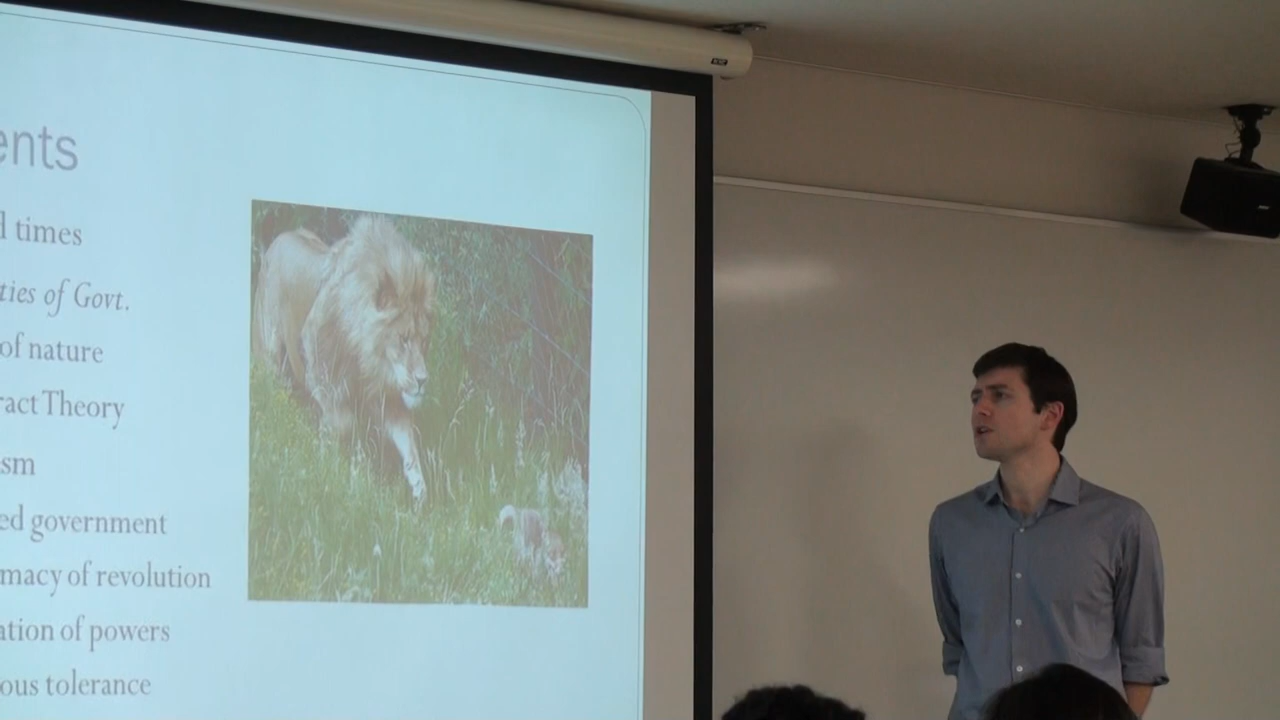 ents
d times
ties of Govt.
of nature
ract Theory
sm
ed government
macy of revolution
ation of powers
ous tolerance